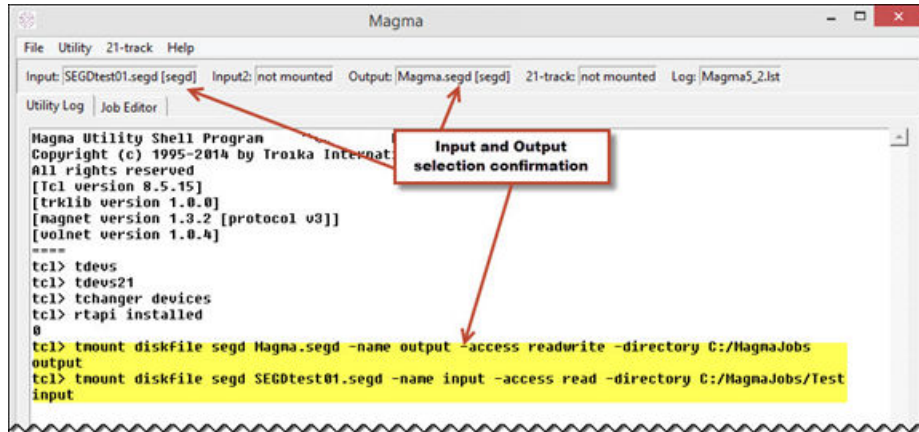 Magma
File Utility 21-track Help
Input: SEGDtest01.segd [segd] Input2: not mounted Output: Magma.segd [segd] 21-track: not mounted Log: Magma5_2.lst
Utility Log Job Editor
Magma Utility Shell Program
Copyright (c) 1995-2014 by Troika
All rights reserved
[Tcl version 8.5.15]
[trklib version 1.0.0]
[magnet version 1.3.2 [protocol v3]]
[volnet version 1.0.4]
====
tcl> tdevs
tcl> tdevs21
tcl> tchanger devices
tcl> rtapi installed
0
tcl> tmount diskfile segd Magma.segd -name output -access readwrite -directory C:/MagmaJobs
output
tcl> tmount diskfile segd SEGDtest01.segd -name input -access read -directory C:/MagmaJobs/Test
input
Input and Output
selection confirmation